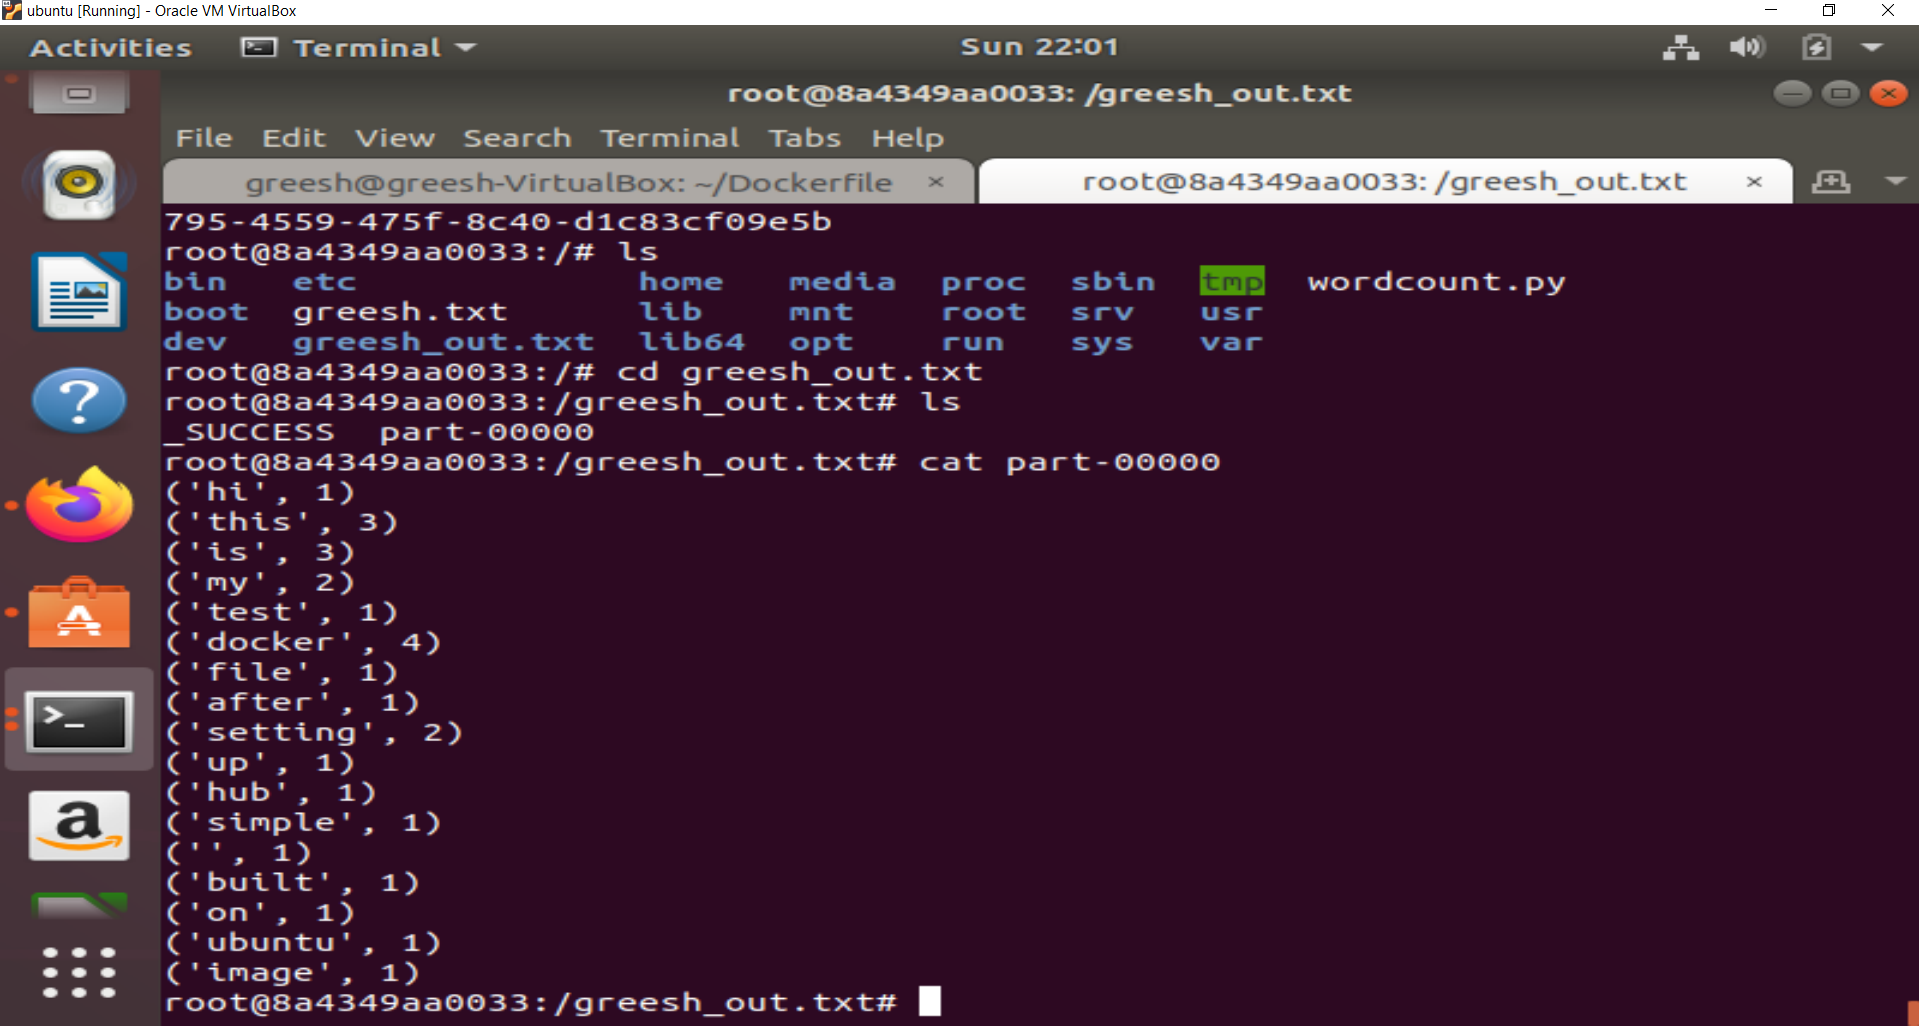 ubuntu [Running] - Oracle VM VirtualBox
Activities Terminal Sun 22:01
root@8a4349aa0033: /greesh_out.txt
File Edit View Search Terminal Tabs Help
greesh@greesh-VirtualBox: ~/Dockerfile × root@8a4349aa0033: /greesh_out.txt ×
795-4559-475f-8c40-d1c83cf09e5b
root@8a4349aa0033:/# ls
bin etc home media proc sbin tmp wordcount.py
boot greesh.txt lib mnt root srv usr
dev greesh_out.txt lib64 opt run sys var
root@8a4349aa0033:/# cd greesh_out.txt
root@8a4349aa0033:/greesh_out.txt# ls
_SUCCESS part-00000
root@8a4349aa0033:/greesh_out.txt# cat part-00000
('hi', 1)
('this', 3)
('is', 3)
('my', 2)
('test', 1)
('docker', 4)
('file', 1)
('after', 1)
('setting', 2)
('up', 1)
('hub', 1)
('simple', 1)
('', 1)
('built', 1)
('on', 1)
('ubuntu', 1)
('image', 1)
root@8a4349aa0033:/greesh_out.txt#